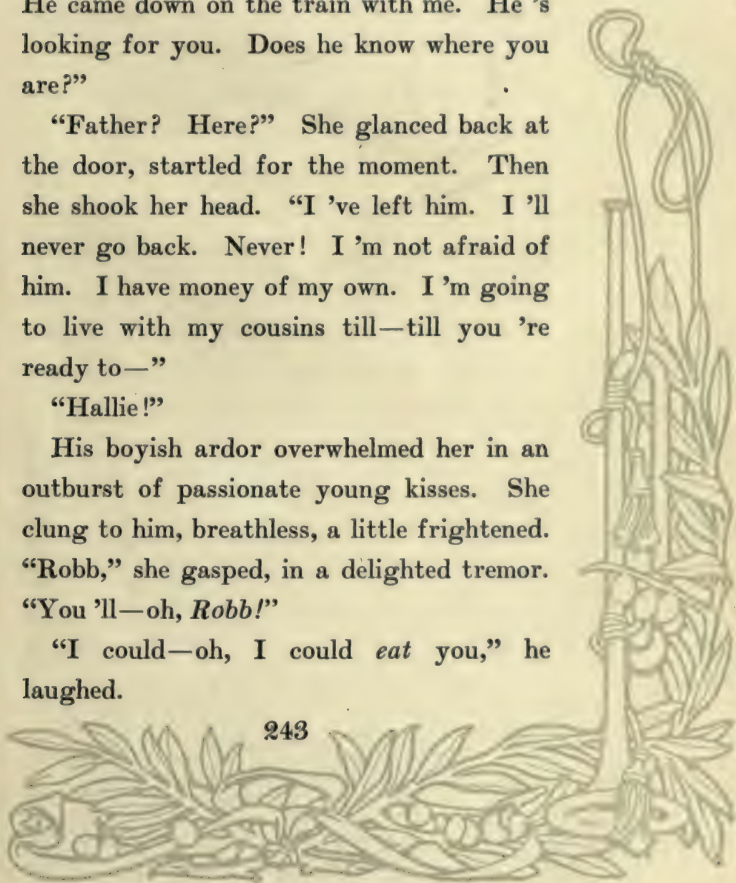 He came down on the train with me. He 's
looking for you. Does he know where you
are?”
“Father? Here?” She glanced back at
the door, startled for the moment. Then
she shook her head. “I 've left him. I 'll
never go back. Never! I 'm not afraid of
him. I have money of my own. I 'm going
to live with my cousins till—till you 're
ready to—”
“Hallie!”
His boyish ardor overwhelmed her in an
outburst of passionate young kisses. She
clung to him, breathless, a little frightened.
“Robb,” she gasped, in a delighted tremor.
“You 'll—oh, Robb!”
“I could—oh, I could eat you,” he
laughed.
243